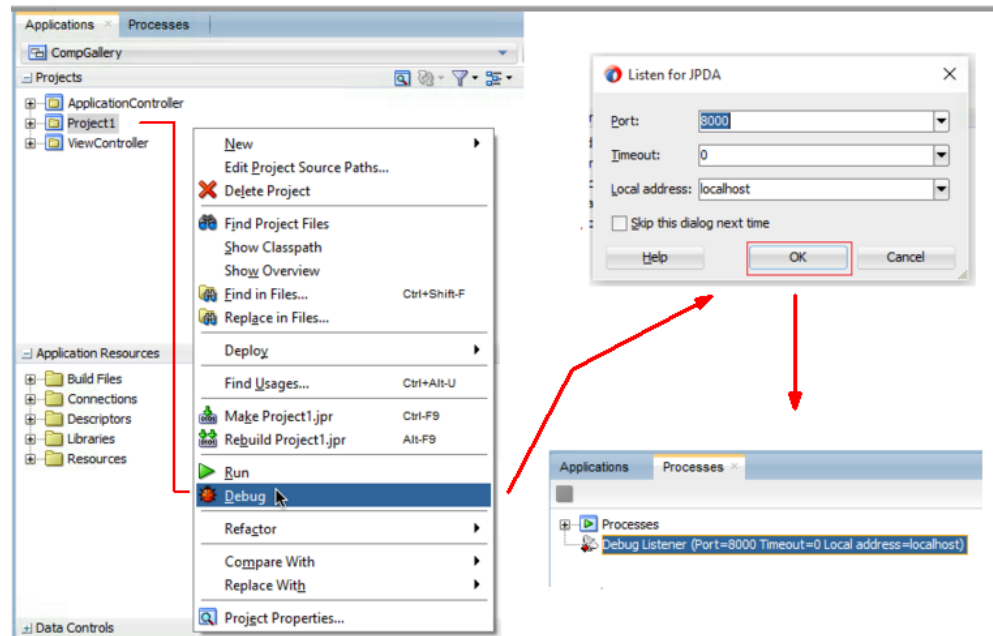 Applications Processes
CompGallery
Projects
ApplicationController
Project1
ViewController
New
Edit Project Source Paths...
Delete Project
Find Project Files
Show Classpath
Show Overview
Find in Files... Ctrl+Shift-F
Replace in Files...
Deploy
Find Usages... Ctrl+Alt-U
Make Project1.jpr Ctrl-F9
Rebuild Project1.jpr Alt-F9
Run
Debug
Refactor
Compare With
Replace With
Project Properties...
Application Resources
Build Files
Connections
Descriptors
Libraries
Resources
Data Controls
Listen for JPDA
Port: 8000
Timeout: 0
Local address: localhost
Skip this dialog next time
Help OK Cancel
Applications Processes
Processes
Debug Listener (Port=8000 Timeout=0 Local address=localhost)